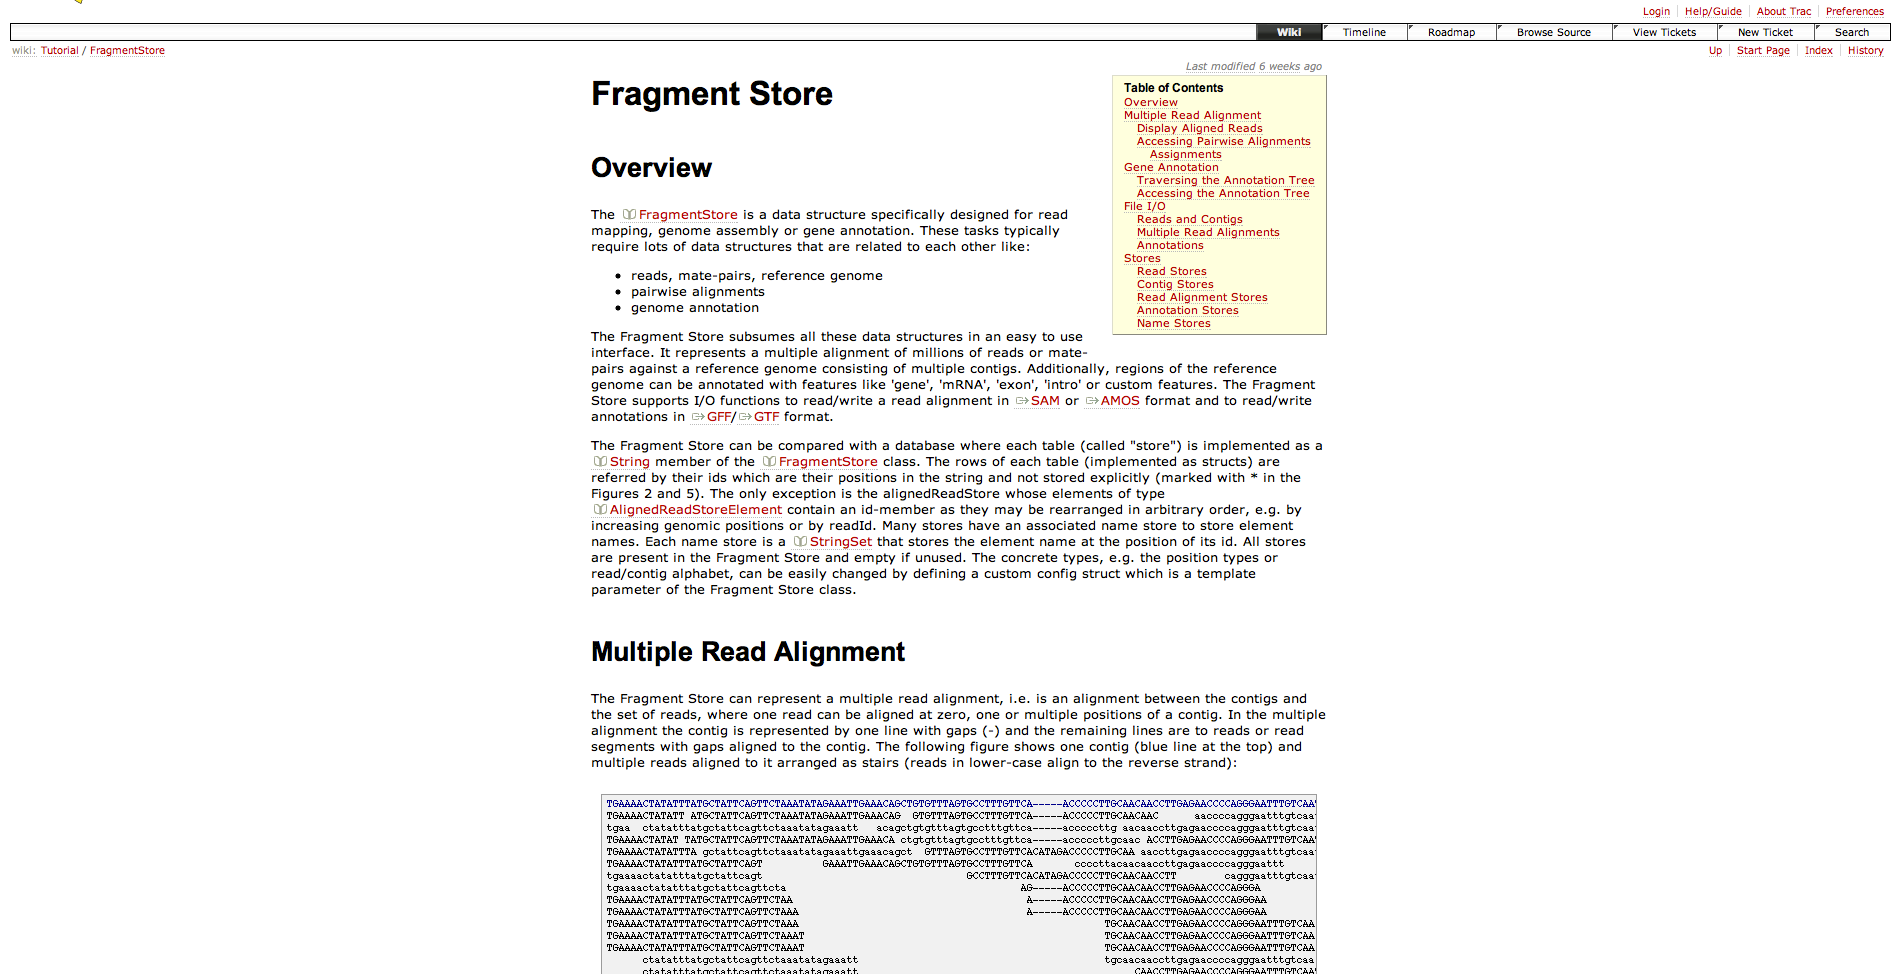 Login Help/Guide About Trac Preferences
Wiki Timeline Roadmap Browse Source View Tickets New Ticket Search
wiki: Tutorial / FragmentStore
Up Start Page Index History
Last modified 6 weeks ago
Fragment Store
Table of Contents
Overview
Multiple Read Alignment
Display Aligned Reads
Accessing Pairwise Alignments
Assignments
Gene Annotation
Traversing the Annotation Tree
Accessing the Annotation Tree
File I/O
Reads and Contigs
Multiple Read Alignments
Annotations
Stores
Read Stores
Contig Stores
Read Alignment Stores
Annotation Stores
Name Stores
Overview
The FragmentStore is a data structure specifically designed for read
mapping, genome assembly or gene annotation. These tasks typically
require lots of data structures that are related to each other like:
• reads, mate-pairs, reference genome
• pairwise alignments
• genome annotation
The Fragment Store subsumes all these data structures in an easy to use
interface. It represents a multiple alignment of millions of reads or mate-
pairs against a reference genome consisting of multiple contigs. Additionally, regions of the reference
genome can be annotated with features like 'gene', 'mRNA', 'exon', 'intro' or custom features. The Fragment
Store supports I/O functions to read/write a read alignment in SAM or AMOS format and to read/write
annotations in GFF/ GTF format.
The Fragment Store can be compared with a database where each table (called "store") is implemented as a
String member of the FragmentStore class. The rows of each table (implemented as structs) are
referred by their ids which are their positions in the string and not stored explicitly (marked with * in the
Figures 2 and 5). The only exception is the alignedReadStore whose elements of type
AlignedReadStoreElement contain an id-member as they may be rearranged in arbitrary order, e.g. by
increasing genomic positions or by readId. Many stores have an associated name store to store element
names. Each name store is a StringSet that stores the element name at the position of its id. All stores
are present in the Fragment Store and empty if unused. The concrete types, e.g. the position types or
read/contig alphabet, can be easily changed by defining a custom config struct which is a template
parameter of the Fragment Store class.
Multiple Read Alignment
The Fragment Store can represent a multiple read alignment, i.e. is an alignment between the contigs and
the set of reads, where one read can be aligned at zero, one or multiple positions of a contig. In the multiple
alignment the contig is represented by one line with gaps (-) and the remaining lines are to reads or read
segments with gaps aligned to the contig. The following figure shows one contig (blue line at the top) and
multiple reads aligned to it arranged as stairs (reads in lower-case align to the reverse strand):
TGAAAACTATATTTATGCTATTCAGTTCTAAATATAGAAATTGAAACAGCTGTGTTTAGTGCCTTTGTTCA-----ACCCCCTTGCAACAACCTTGAGAACCCCAGGGAATTTGTCAA
TGAAAACTATATT ATGCTATTCAGTTCTAAATATAGAAATTGAAACAG GTGTTTAGTGCCTTTGTTCA-----ACCCCCTTGCAACAAC aaccccagggaatttgtcaa
tgaa ctatatttatgctattcagttctaaatatagaaatt acagctgtgtttagtgcctttgttca-----acccccttg aacaaccttgagaaccccagggaatttgtcaa
TGAAAACTATAT TATGCTATTCAGTTCTAAATATAGAAATTGAAACA ctgtgtttagtgcctttgttca-----acccccttgcaac ACCTTGAGAACCCCAGGGAATTTGTCAA
TGAAAACTATATTTA gctattcagttctaaatatagaaattgaaacagct GTTTAGTGCCTTTGTTCACATAGACCCCCTTGCAA aaccttgagaaccccagggaatttgtcaa
TGAAAACTATATTTATGCTATTCAGT GAAATTGAAACAGCTGTGTTTAGTGCCTTTGTTCA ccccttacaacaaccttgagaaccccagggaattt
tgaaaactatatttatgctattcagt GCCTTTGTTCACATAGACCCCCTTGCAACAACCTT cagggaatttgtcaa
tgaaaactatatttatgctattcagttcta AG-----ACCCCCTTGCAACAACCTTGAGAACCCCAGGGA
TGAAAACTATATTTATGCTATTCAGTTCTAA A-----ACCCCCTTGCAACAACCTTGAGAACCCCAGGGAA
TGAAAACTATATTTATGCTATTCAGTTCTAAA A-----ACCCCCTTGCAACAACCTTGAGAACCCCAGGGAA
TGAAAACTATATTTATGCTATTCAGTTCTAAA TGCAACAACCTTGAGAACCCCAGGGAATTTGTCAA
TGAAAACTATATTTATGCTATTCAGTTCTAAAT TGCAACAACCTTGAGAACCCCAGGGAATTTGTCAA
TGAAAACTATATTTATGCTATTCAGTTCTAAAT TGCAACAACCTTGAGAACCCCAGGGAATTTGTCAA
ctatatttatgctattcagttctaaatatagaaatt tgcaacaaccttgagaaccccagggaatttgtcaa
ctatatttatgctattcagttctaaatatagaaatt CAACCTTGAGAACCCCAGGGAATTTGTCAA